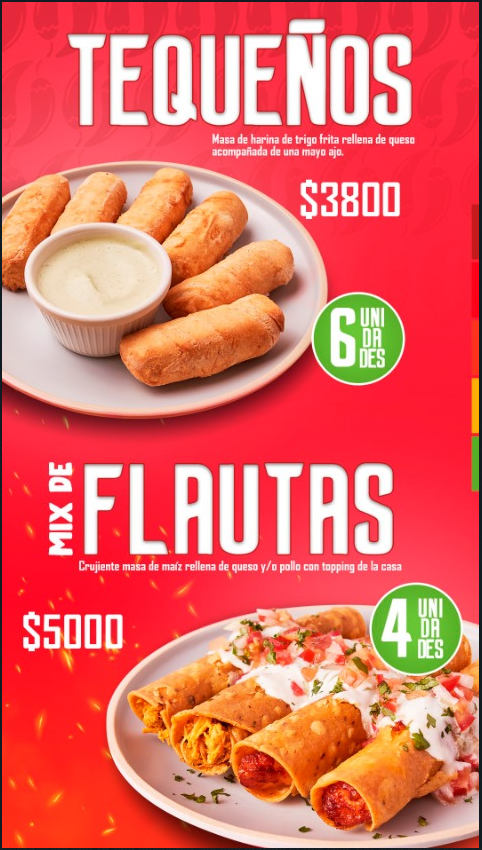 TEQUEÑOS
Masa de harina de trigo frita rellena de queso
acompañada de una mayo ajo.
$3800
6 UNI
DA
DES
MIX DE
FLAUTAS
Crujiente masa de maíz rellena de queso y/o pollo con topping de la casa
$5000
4 UNI
DA
DES